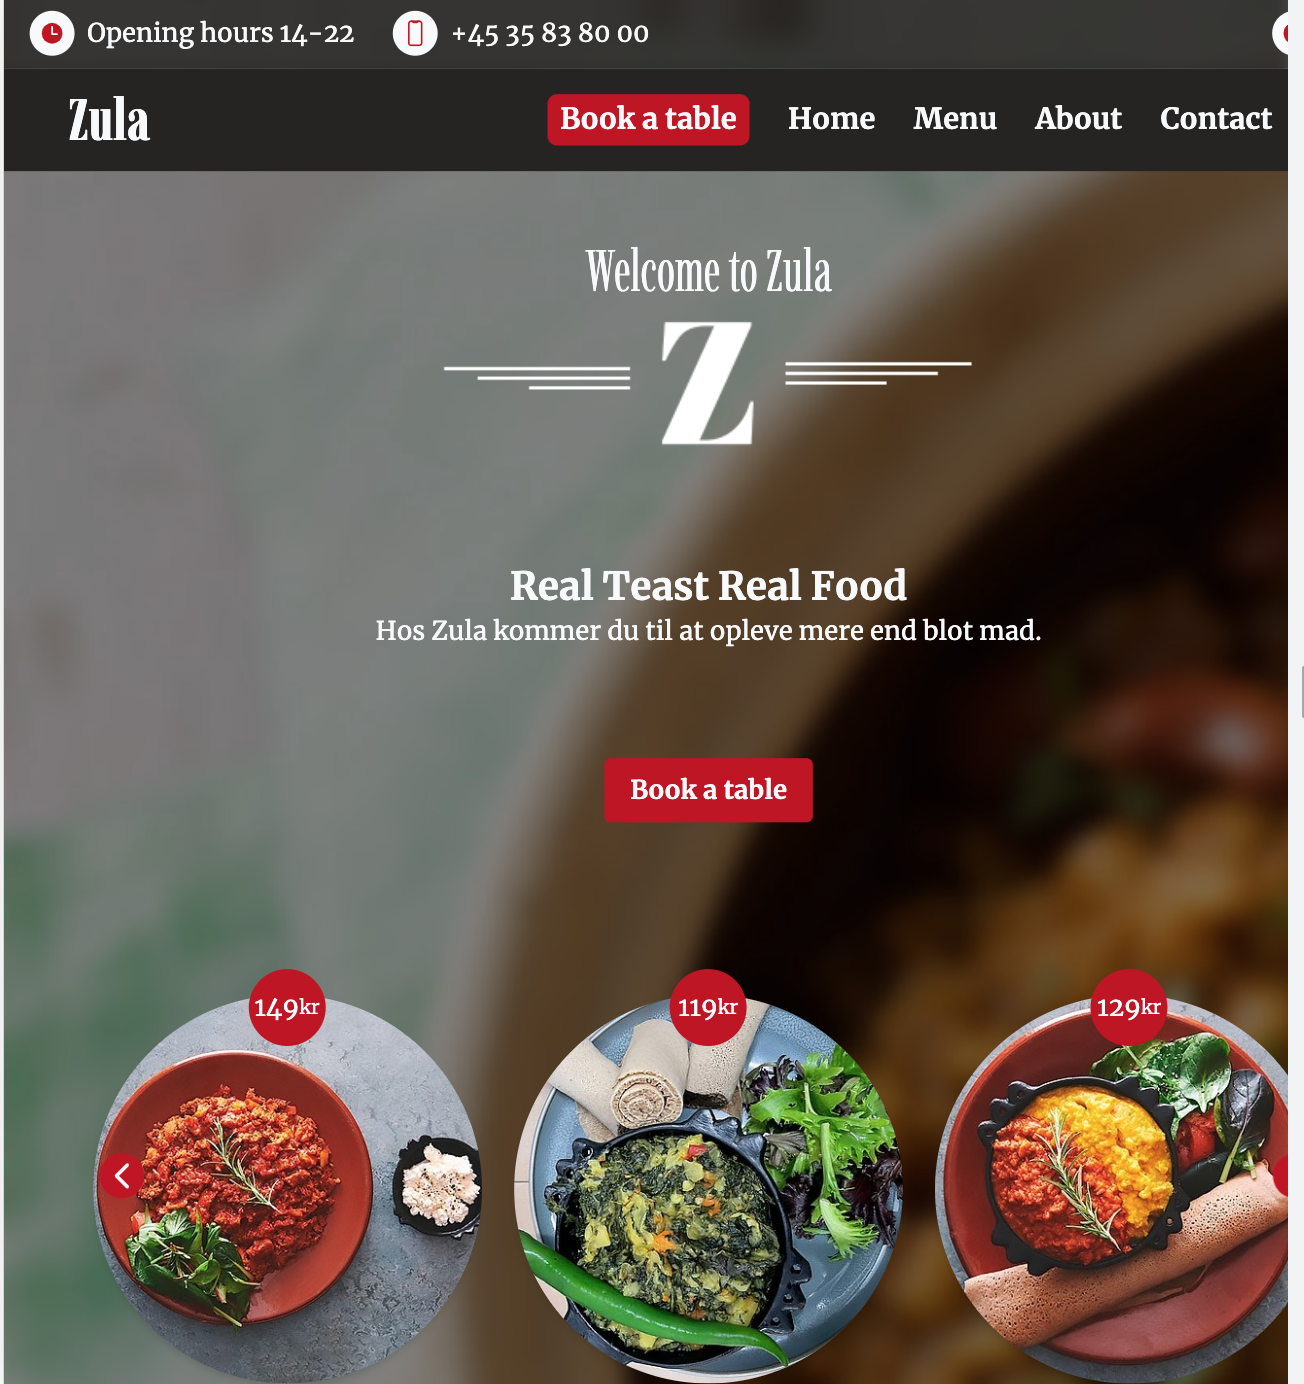 Opening hours 14-22
+45 35 83 80 00
Zula
Book a table
Home
Menu
About
Contact
Welcome to Zula
Z
Real Teast Real Food
Hos Zula kommer du til at opleve mere end blot mad.
Book a table
149kr
119kr
129kr